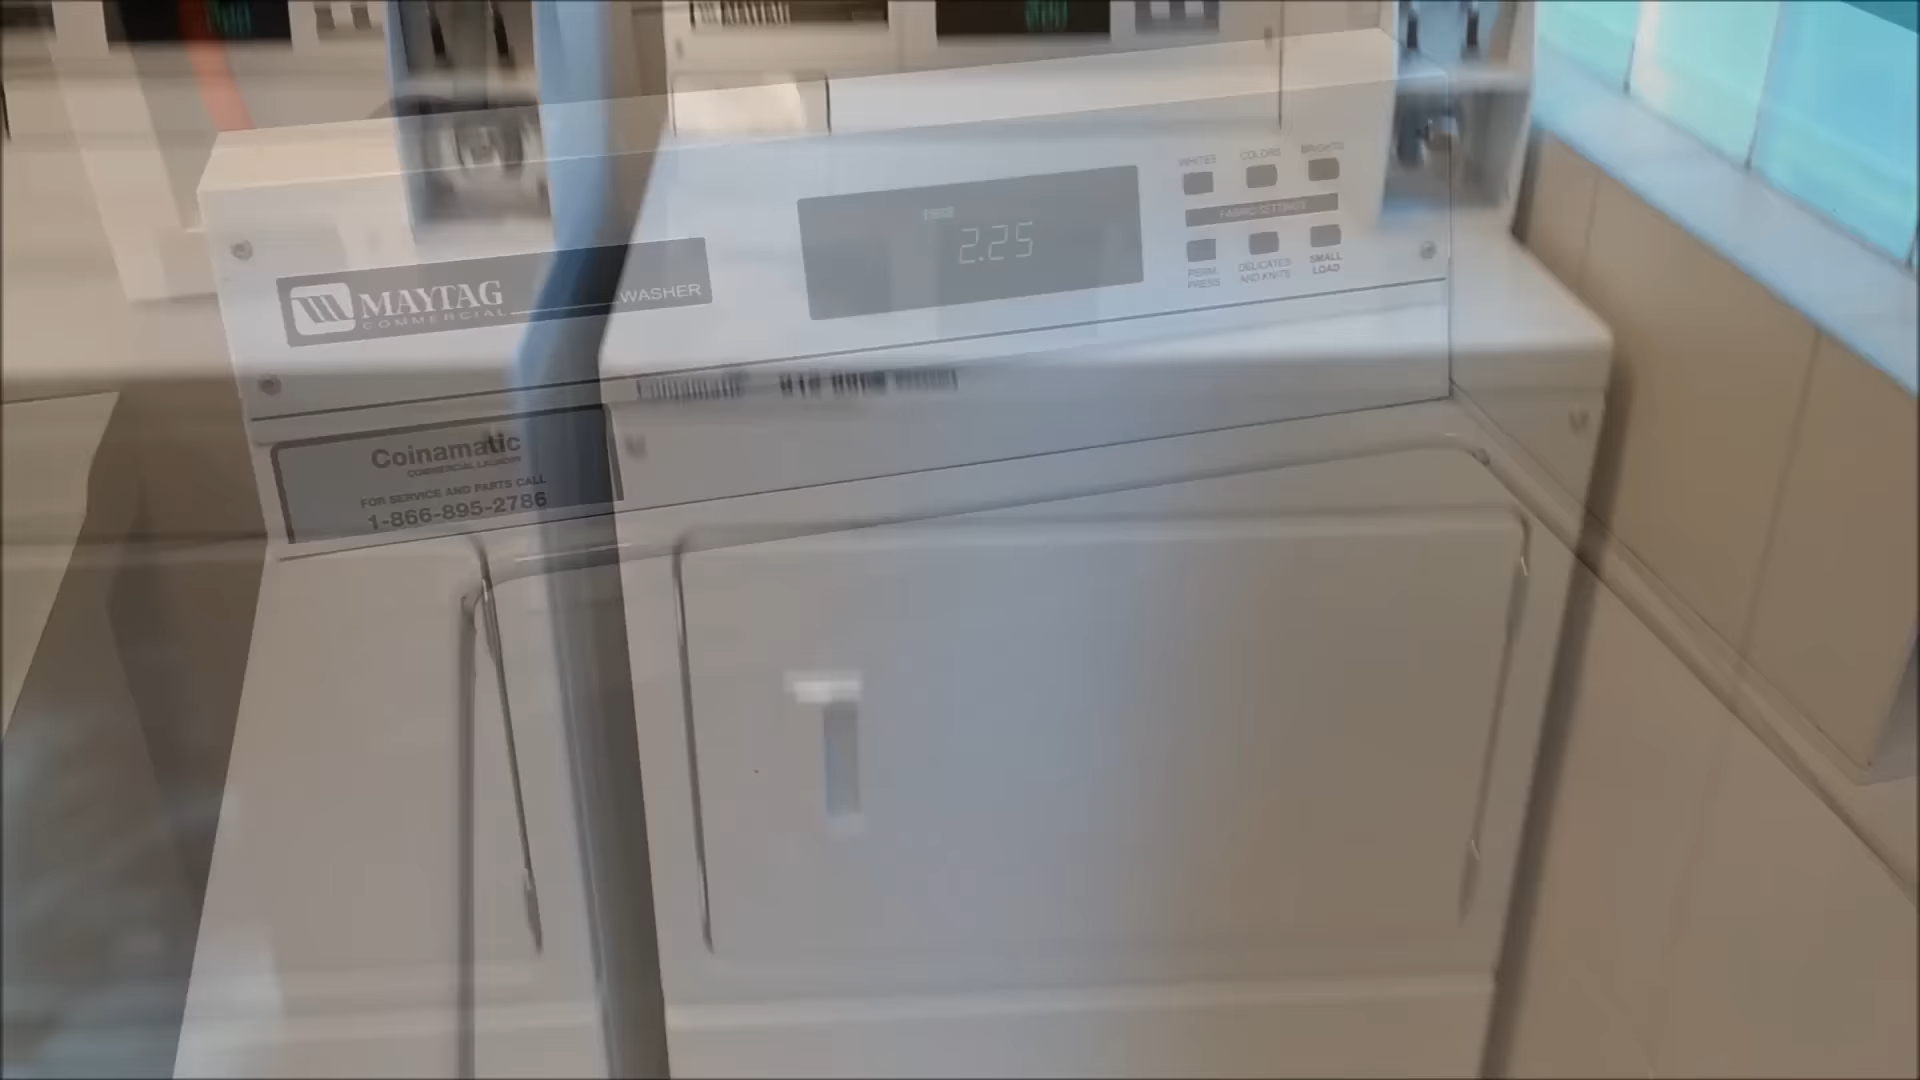 MAYTAG
COMMERCIAL
WASHER
2.25
WHITES
COLORS
BRIGHTS
FABRIC SETTINGS
PERM.
PRESS
DELICATES
AND KNITS
SMALL
LOAD
Coinamatic
COMMERCIAL LAUNDRY
FOR SERVICE AND PARTS CALL
1-866-895-2786